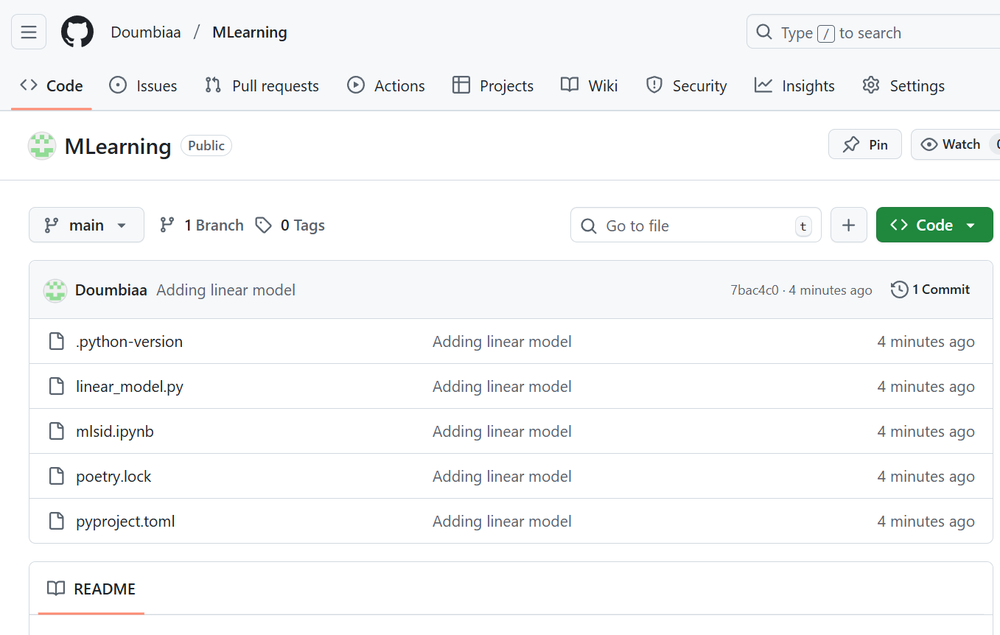 Doumbiaa / MLearning
Type / to search
Code Issues Pull requests Actions Projects Wiki Security Insights Settings
MLearning Public
Pin Watch
main 1 Branch 0 Tags
Go to file t
+ Code
Doumbiaa Adding linear model 7bac4c0 · 4 minutes ago 1 Commit
.python-version Adding linear model 4 minutes ago
linear_model.py Adding linear model 4 minutes ago
mlsid.ipynb Adding linear model 4 minutes ago
poetry.lock Adding linear model 4 minutes ago
pyproject.toml Adding linear model 4 minutes ago
README